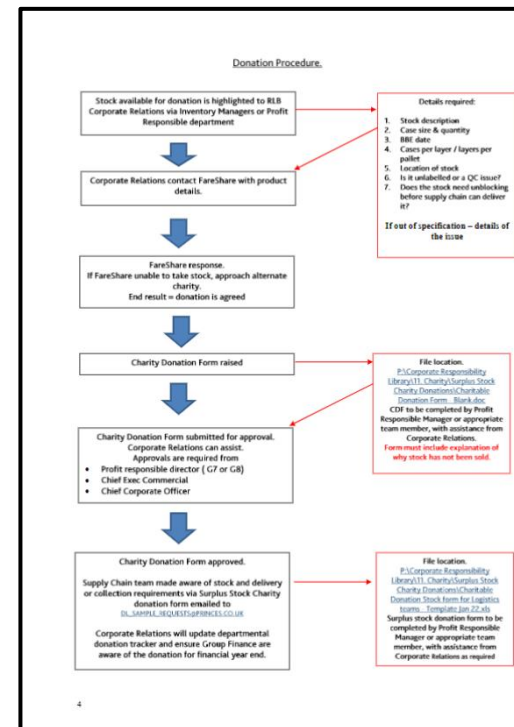 Donation Procedure.
Stock available for donation is highlighted to RLB
Corporate Relations via Inventory Managers or Profit
Responsible department
Details required:
1. Stock description
2. Case size & quantity
3. BBE date
4. Cases per layer / layers per
pallet
5. Location of stock
6. Is it unlabelled or a QC issue?
7. Does the stock need unblocking
before supply chain can deliver
it?
If out of specification – details of
the issue
Corporate Relations contact FareShare with product
details.
FareShare response.
If FareShare unable to take stock, approach alternate
charity.
End result = donation is agreed
Charity Donation Form raised
File location.
P:\Corporate Responsibility
Library\11. Charity\Surplus Stock
Charity Donations\Charitable
Donation Form _Blank.doc
CDF to be completed by Profit
Responsible Manager or appropriate
team member, with assistance from
Corporate Relations.
Form must include explanation of
why stock has not been sold.
Charity Donation Form submitted for approval.
Corporate Relations can assist.
Approvals are required from
• Profit responsible director ( G7 or G8)
• Chief Exec Commercial
• Chief Corporate Officer
Charity Donation Form approved.
Supply Chain team made aware of stock and delivery
or collection requirements via Surplus Stock Charity
donation form emailed to
DL_SAMPLE_REQUESTS@PRINCES.CO.UK
Corporate Relations will update departmental
donation tracker and ensure Group Finance are
aware of the donation for financial year end.
File location.
P:\Corporate Responsibility
Library\11. Charity\Surplus Stock
Charity Donations\Charitable
Donation Stock form for Logistics
teams _Template Jan 22.xls
Surplus stock donation form to be
completed by Profit Responsible
Manager or appropriate team
member, with assistance from
Corporate Relations as required
4